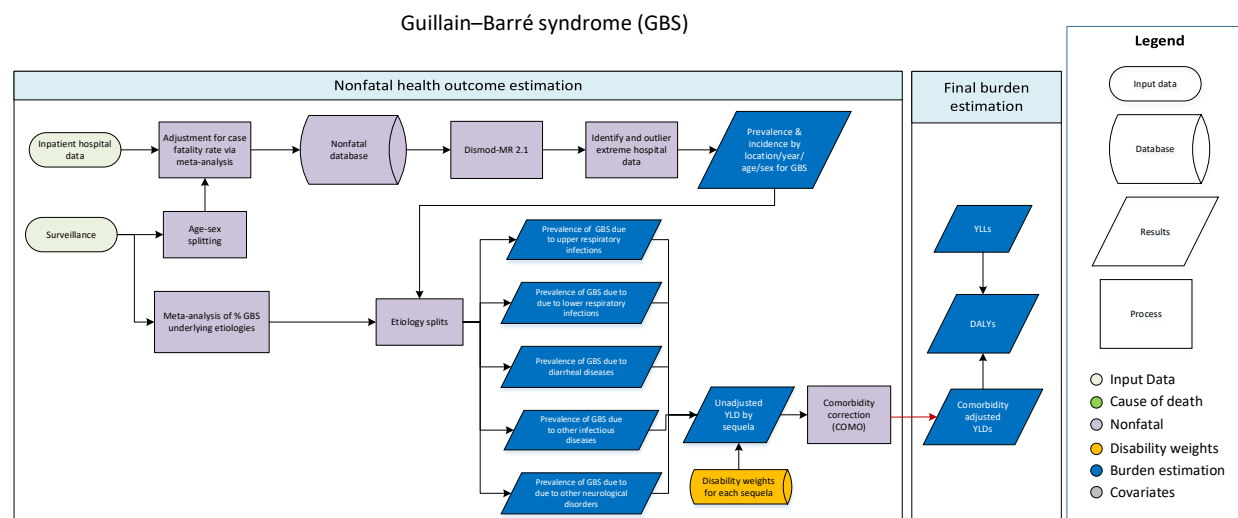 Guillain–Barré syndrome (GBS)
Nonfatal health outcome estimation
Inpatient hospital
data
Adjustment for case
fatality rate via
meta-analysis
Nonfatal
database
Dismod-MR 2.1
Identify and outlier
extreme hospital
data
Prevalence &
incidence by
location/year/
age/sex for GBS
Surveillance
Age-sex
splitting
Meta-analysis of % GBS
underlying etiologies
Etiology splits
Prevalence of GBS due
to upper respiratory
infections
Prevalence of GBS due to
due to lower respiratory
infections
Prevalence of GBS due to
diarrheal diseases
Prevalence of GBS due to
other infectious
diseases
Prevalence of GBS due to
due to other neurological
disorders
Unadjusted
YLD by
sequela
Disability weights
for each sequela
Comorbidity
correction
(COMO)
Final burden
estimation
YLLs
DALYs
Comorbidity
adjusted
YLDs
Legend
Input data
Database
Results
Process
Input Data
Cause of death
Nonfatal
Disability weights
Burden estimation
Covariates